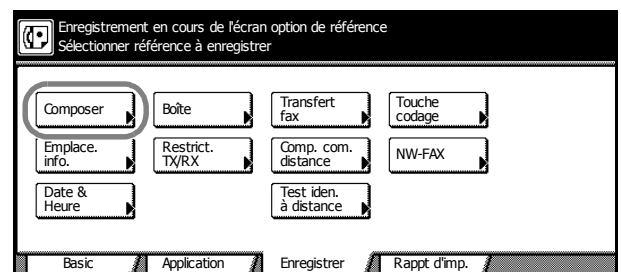 Enregistrement en cours de l'écran option de référence
Sélectionner référence à enregistrer
Composer
Boîte
Transfert
fax
Touche
codage
Emplace.
info.
Restrict.
TX/RX
Comp. com.
distance
NW-FAX
Date &
Heure
Test iden.
à distance
Basic
Application
Enregistrer
Rappt d'imp.